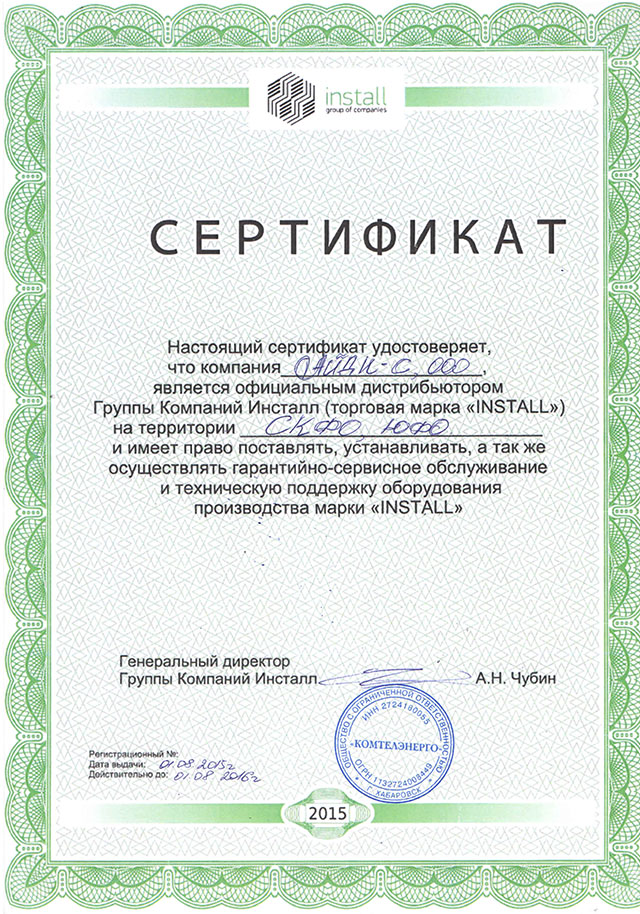 install
group of companies
СЕРТИФИКАТ
Настоящий сертификат удостоверяет,
что компания ОАЙДИ-С, ООО,
является официальным дистрибьютором
Группы Компаний Инсталл (торговая марка «INSTALL»)
на территории СКФО, ЮФО
и имеет право поставлять, устанавливать, а так же
осуществлять гарантийно-сервисное обслуживание
и техническую поддержку оборудования
производства марки «INSTALL»
Генеральный директор
Группы Компаний Инсталл А.Н. Чубин
ОБЩЕСТВО С ОГРАНИЧЕННОЙ ОТВЕТСТВЕННОСТЬЮ
ИНН 2724180055
«КОМТЕЛЭНЕРГО»
ОГРН 1132724008449
Г. ХАБАРОВСК
Регистрационный №:
Дата выдачи: 01.08 2015г
Действительно до: 01.08 2016г
2015